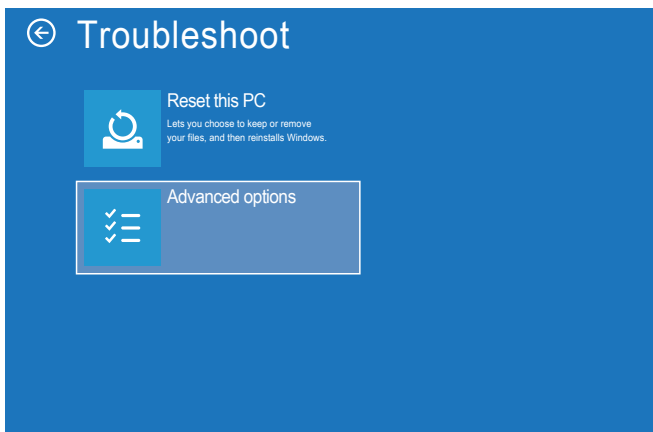 Troubleshoot
Reset this PC
Lets you choose to keep or remove
your files, and then reinstalls Windows.
Advanced options